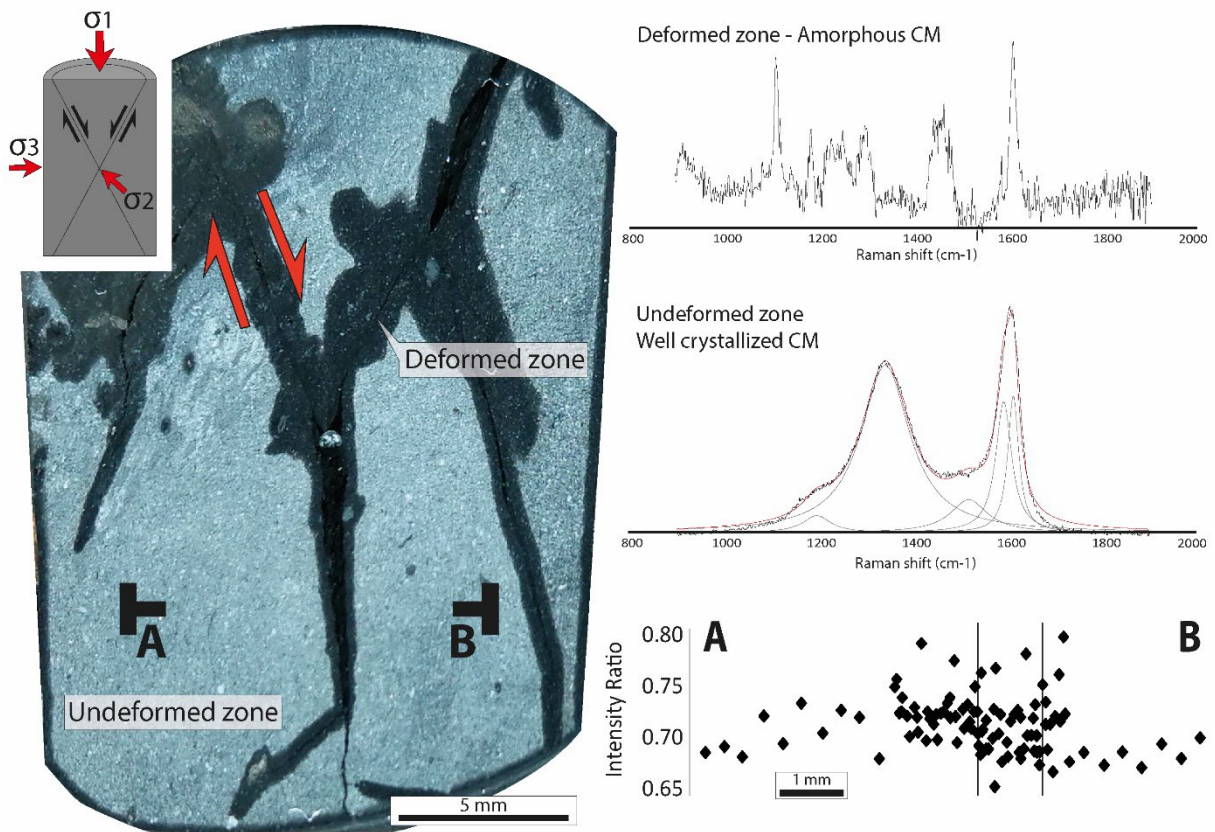 σ1
σ3
σ2
Deformed zone
A
B
Undeformed zone
5 mm
Deformed zone - Amorphous CM
800 1000 1200 1400 1600 1800 2000
Raman shift (cm-1)
Undeformed zone
Well crystallized CM
800 1000 1200 1400 1600 1800 2000
Raman shift (cm-1)
Intensity Ratio
0.80
0.75
0.70
0.65
A
B
1 mm